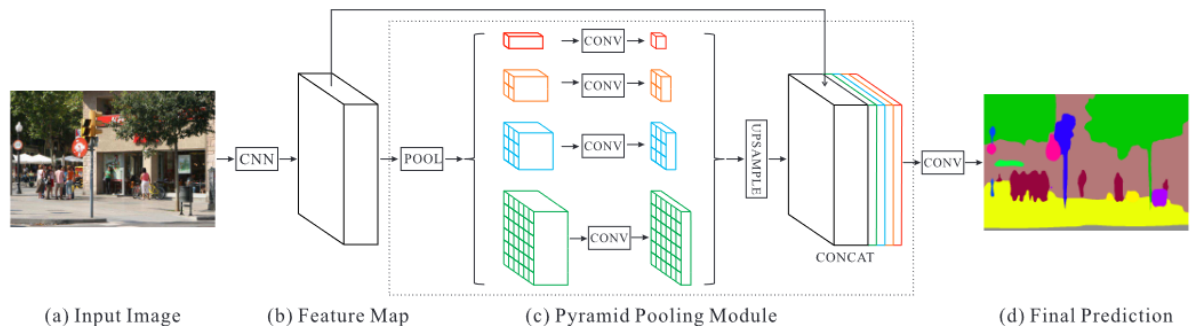 CNN
POOL
CONV
CONV
CONV
CONV
UPSAMPLE
CONCAT
CONV
(a) Input Image
(b) Feature Map
(c) Pyramid Pooling Module
(d) Final Prediction